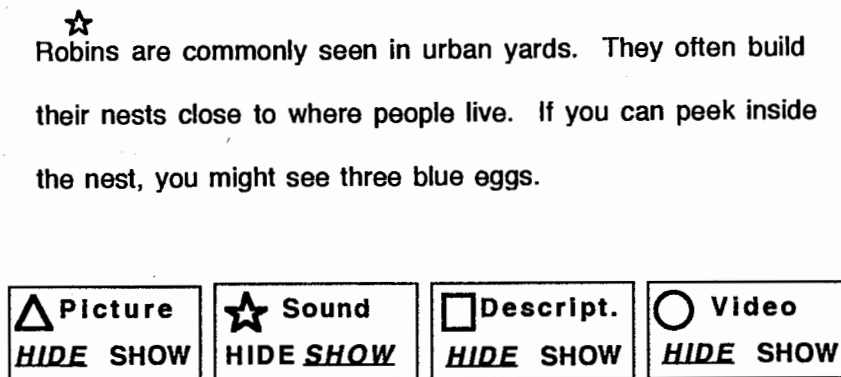 Robins are commonly seen in urban yards. They often build
their nests close to where people live. If you can peek inside
the nest, you might see three blue eggs.
Picture
HIDE SHOW
Sound
HIDE SHOW
Descript.
HIDE SHOW
Video
HIDE SHOW